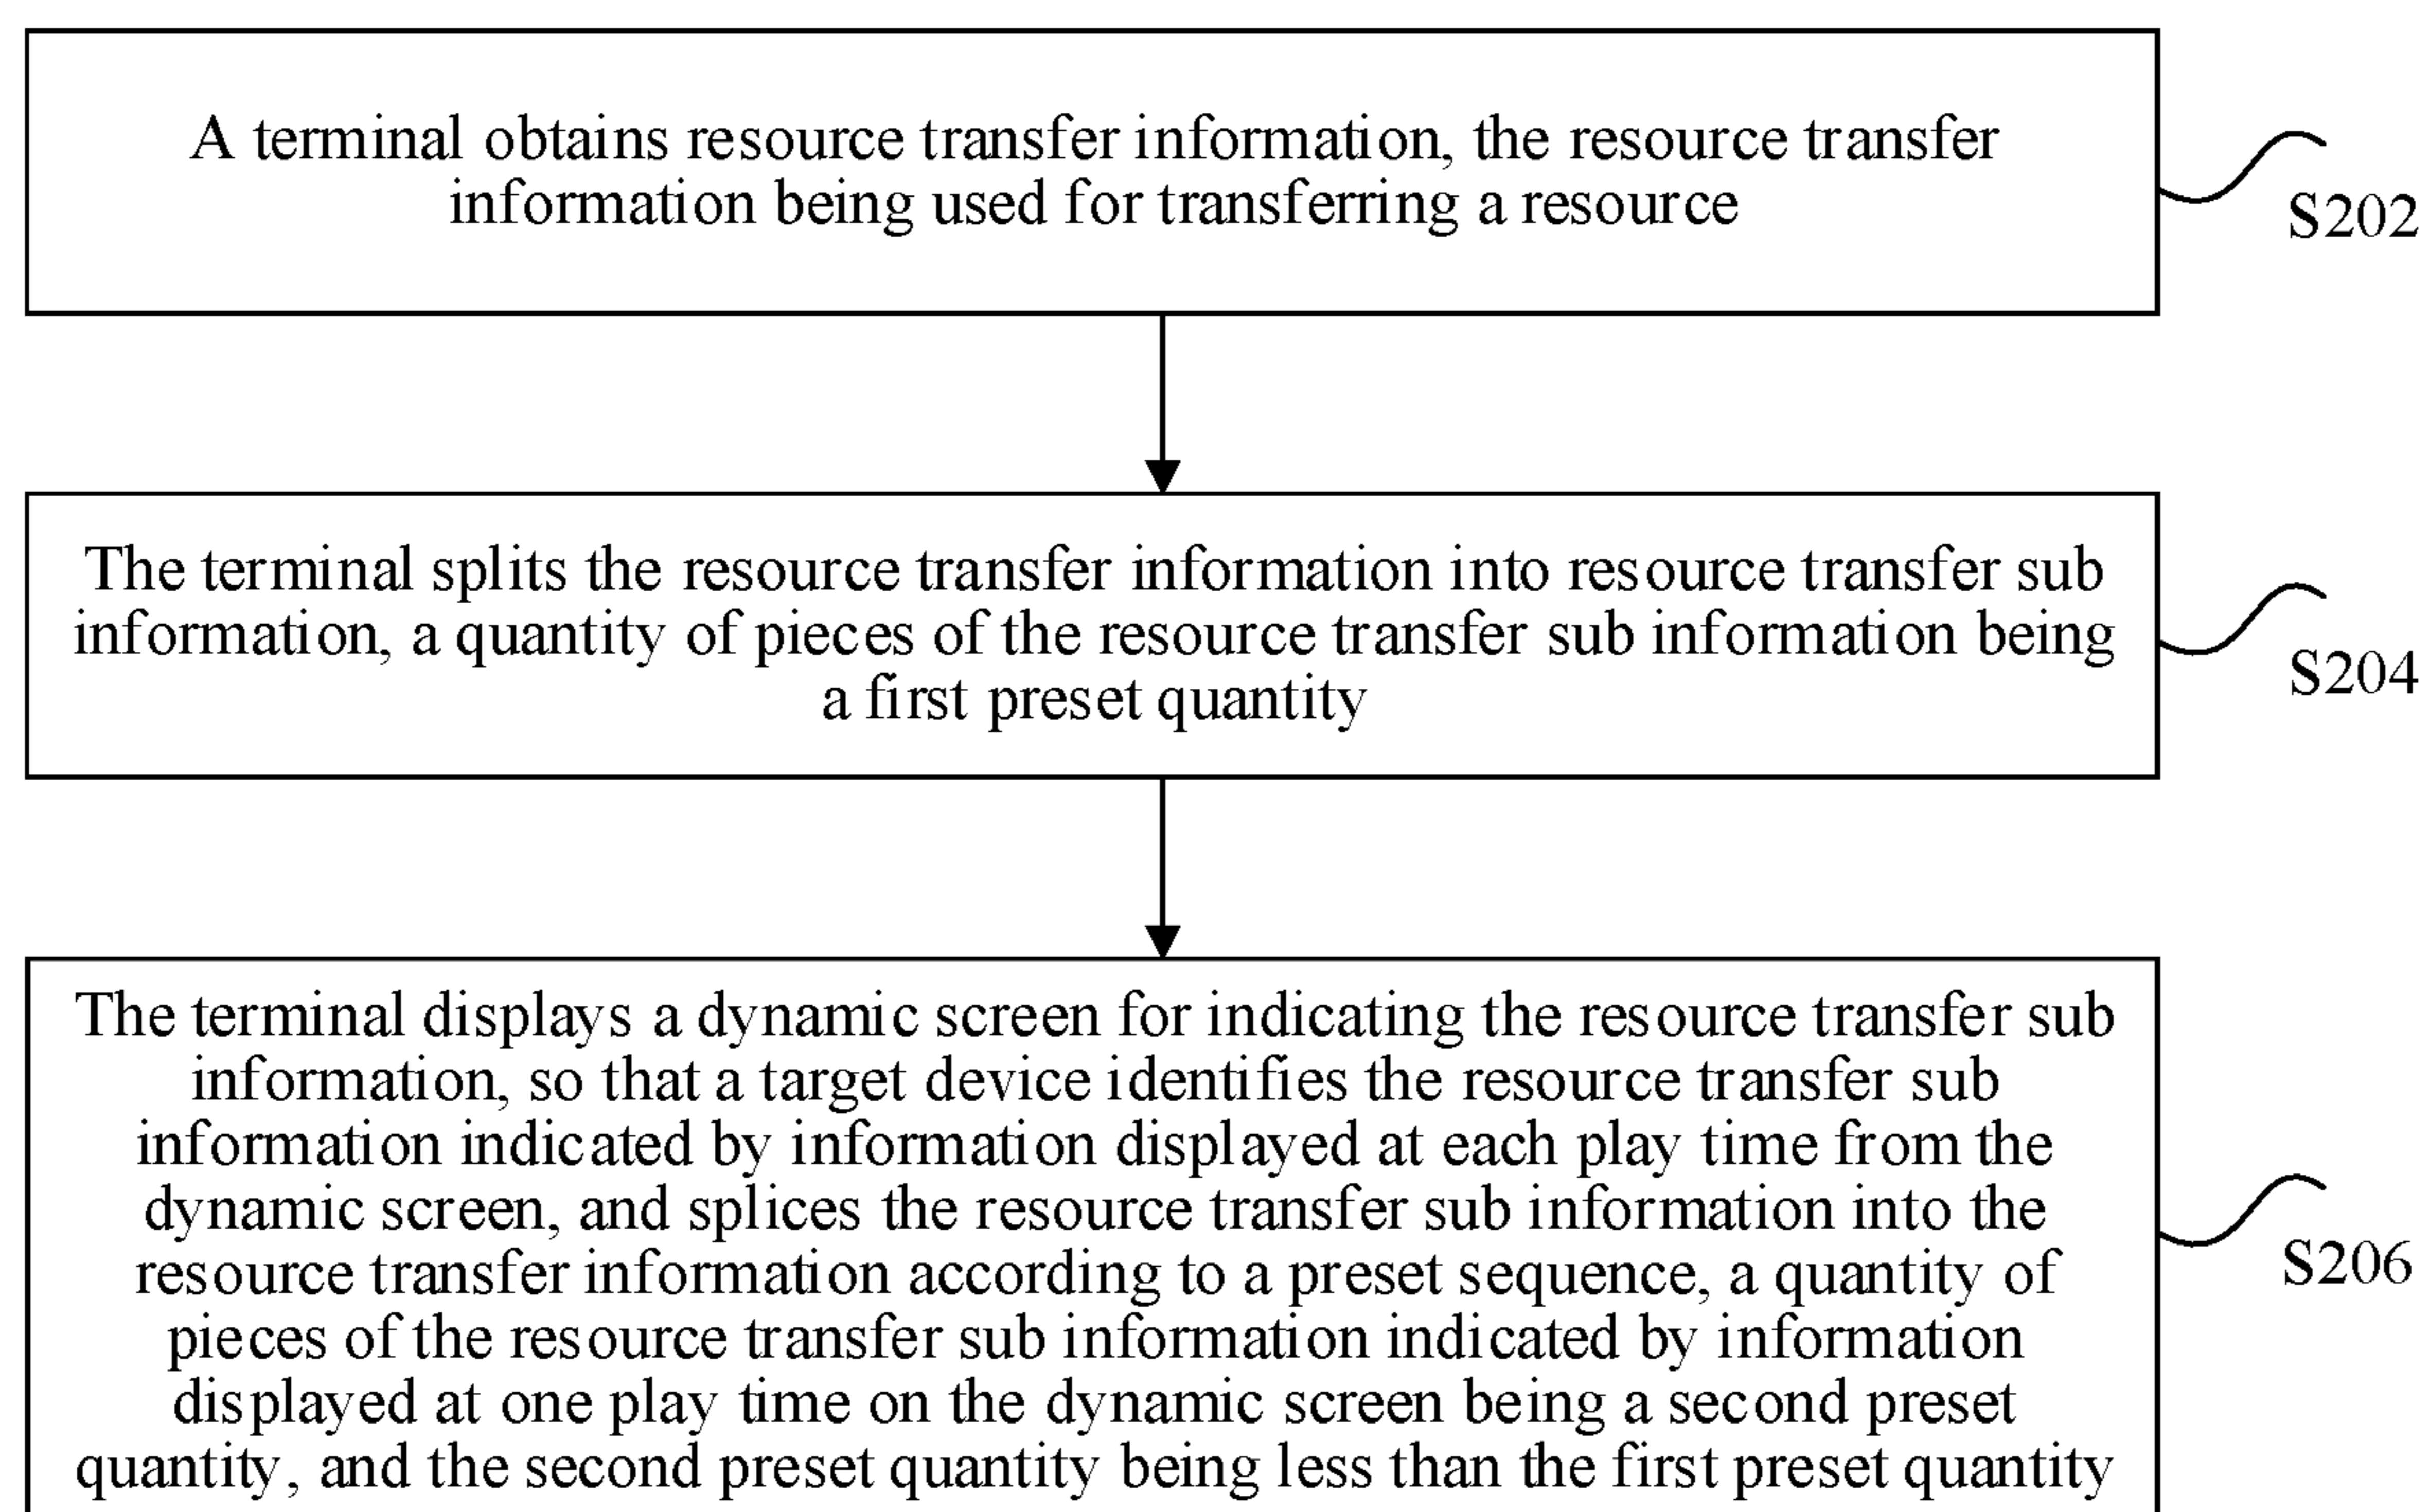 A terminal obtains resource transfer information, the resource transfer
information being used for transferring a resource
S202
The terminal splits the resource transfer information into resource transfer sub
information, a quantity of pieces of the resource transfer sub information being
a first preset quantity
S204
The terminal displays a dynamic screen for indicating the resource transfer sub
information, so that a target device identifies the resource transfer sub
information indicated by information displayed at each play time from the
dynamic screen, and splices the resource transfer sub information into the
resource transfer information according to a preset sequence, a quantity of
pieces of the resource transfer sub information indicated by information
displayed at one play time on the dynamic screen being a second preset
quantity, and the second preset quantity being less than the first preset quantity
S206